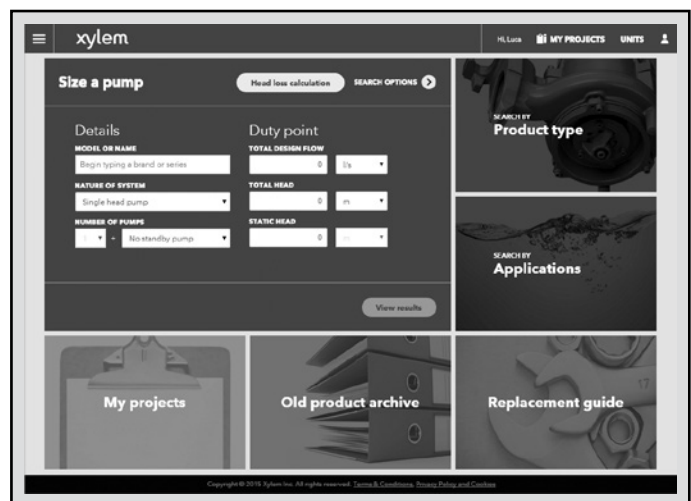 xylem
Hi, Luca MY PROJECTS UNITS
Size a pump
Head loss calculation SEARCH OPTIONS
Details
MODEL OR NAME
Begin typing a brand or series
NATURE OF SYSTEM
Single head pump
NUMBER OF PUMPS
+ No standby pump
Duty point
TOTAL DESIGN FLOW
0 l/s
TOTAL HEAD
0 m
STATIC HEAD
0 m
View results
SEARCH BY
Product type
SEARCH BY
Applications
My projects
Old product archive
Replacement guide
17
Copyright © 2015 Xylem Inc. All rights reserved. Terms & Conditions, Privacy Policy and Cookies